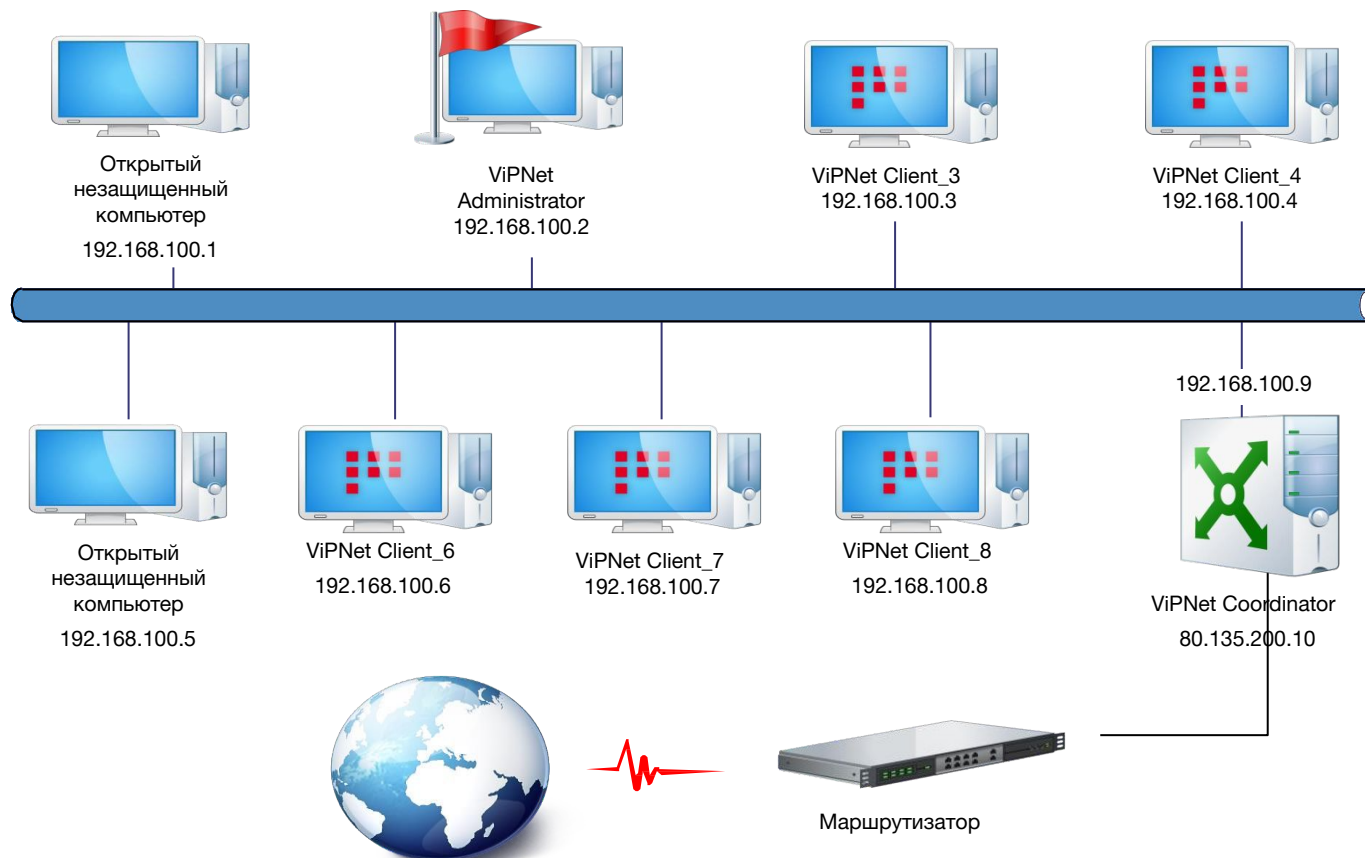 Открытый
незащищенный
компьютер
192.168.100.1
ViPNet
Administrator
192.168.100.2
ViPNet Client_3
192.168.100.3
ViPNet Client_4
192.168.100.4
192.168.100.9
Открытый
незащищенный
компьютер
192.168.100.5
ViPNet Client_6
192.168.100.6
ViPNet Client_7
192.168.100.7
ViPNet Client_8
192.168.100.8
ViPNet Coordinator
80.135.200.10
Маршрутизатор